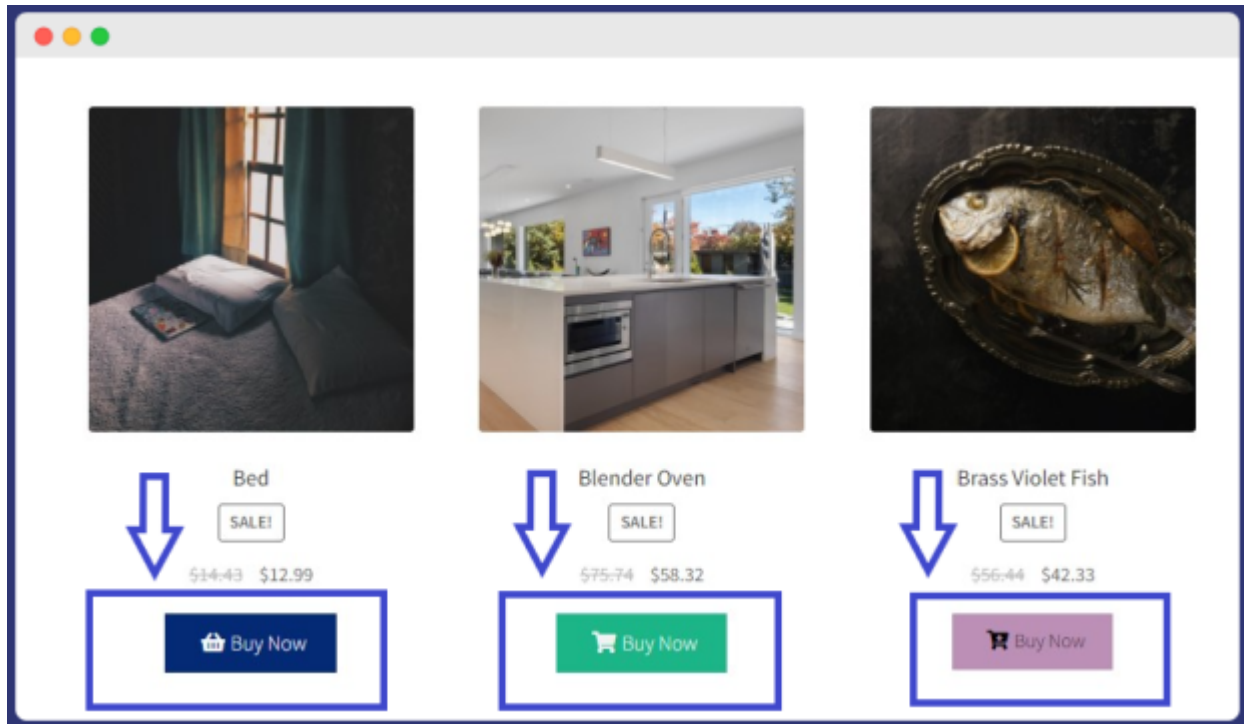 Bed
SALE!
$14.43 $12.99
Buy Now
Blender Oven
SALE!
$75.74 $58.32
Buy Now
Brass Violet Fish
SALE!
$56.44 $42.33
Buy Now